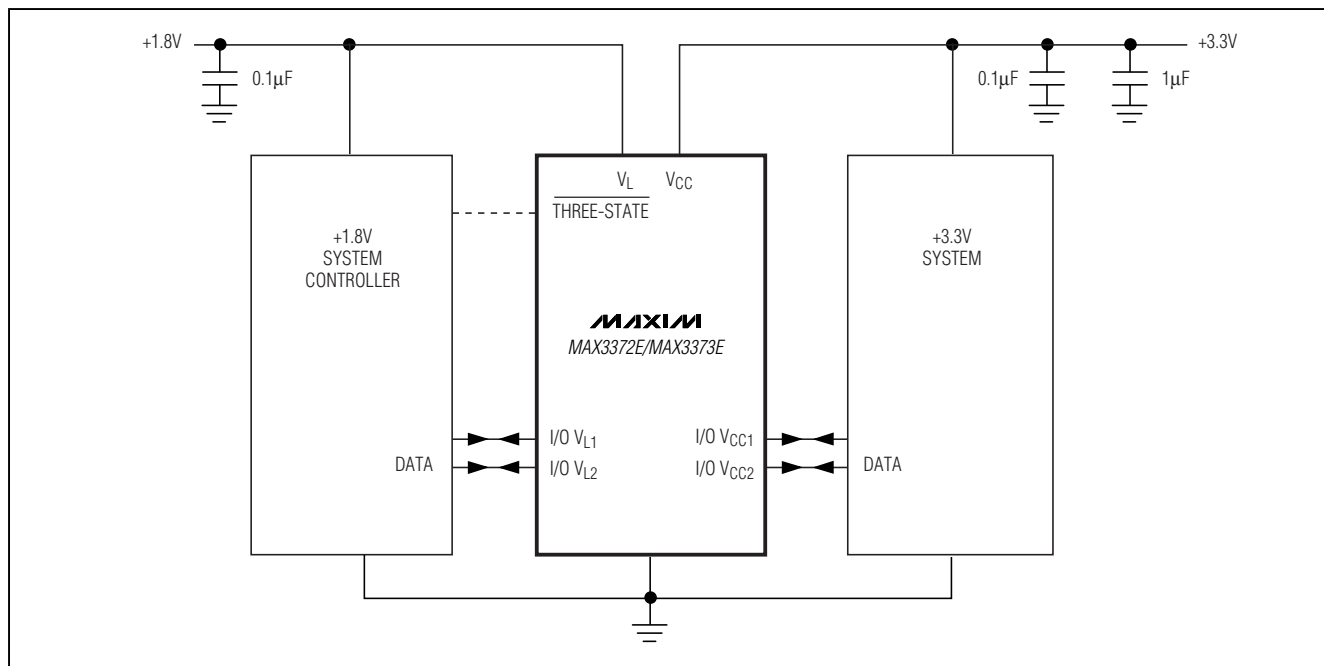 +1.8V
0.1µF
0.1µF
1µF
+3.3V
VL
VCC
THREE-STATE
+1.8V
SYSTEM
CONTROLLER
+3.3V
SYSTEM
MAXIM
MAX3372E/MAX3373E
I/O VL1
I/O VCC1
DATA
I/O VL2
I/O VCC2
DATA